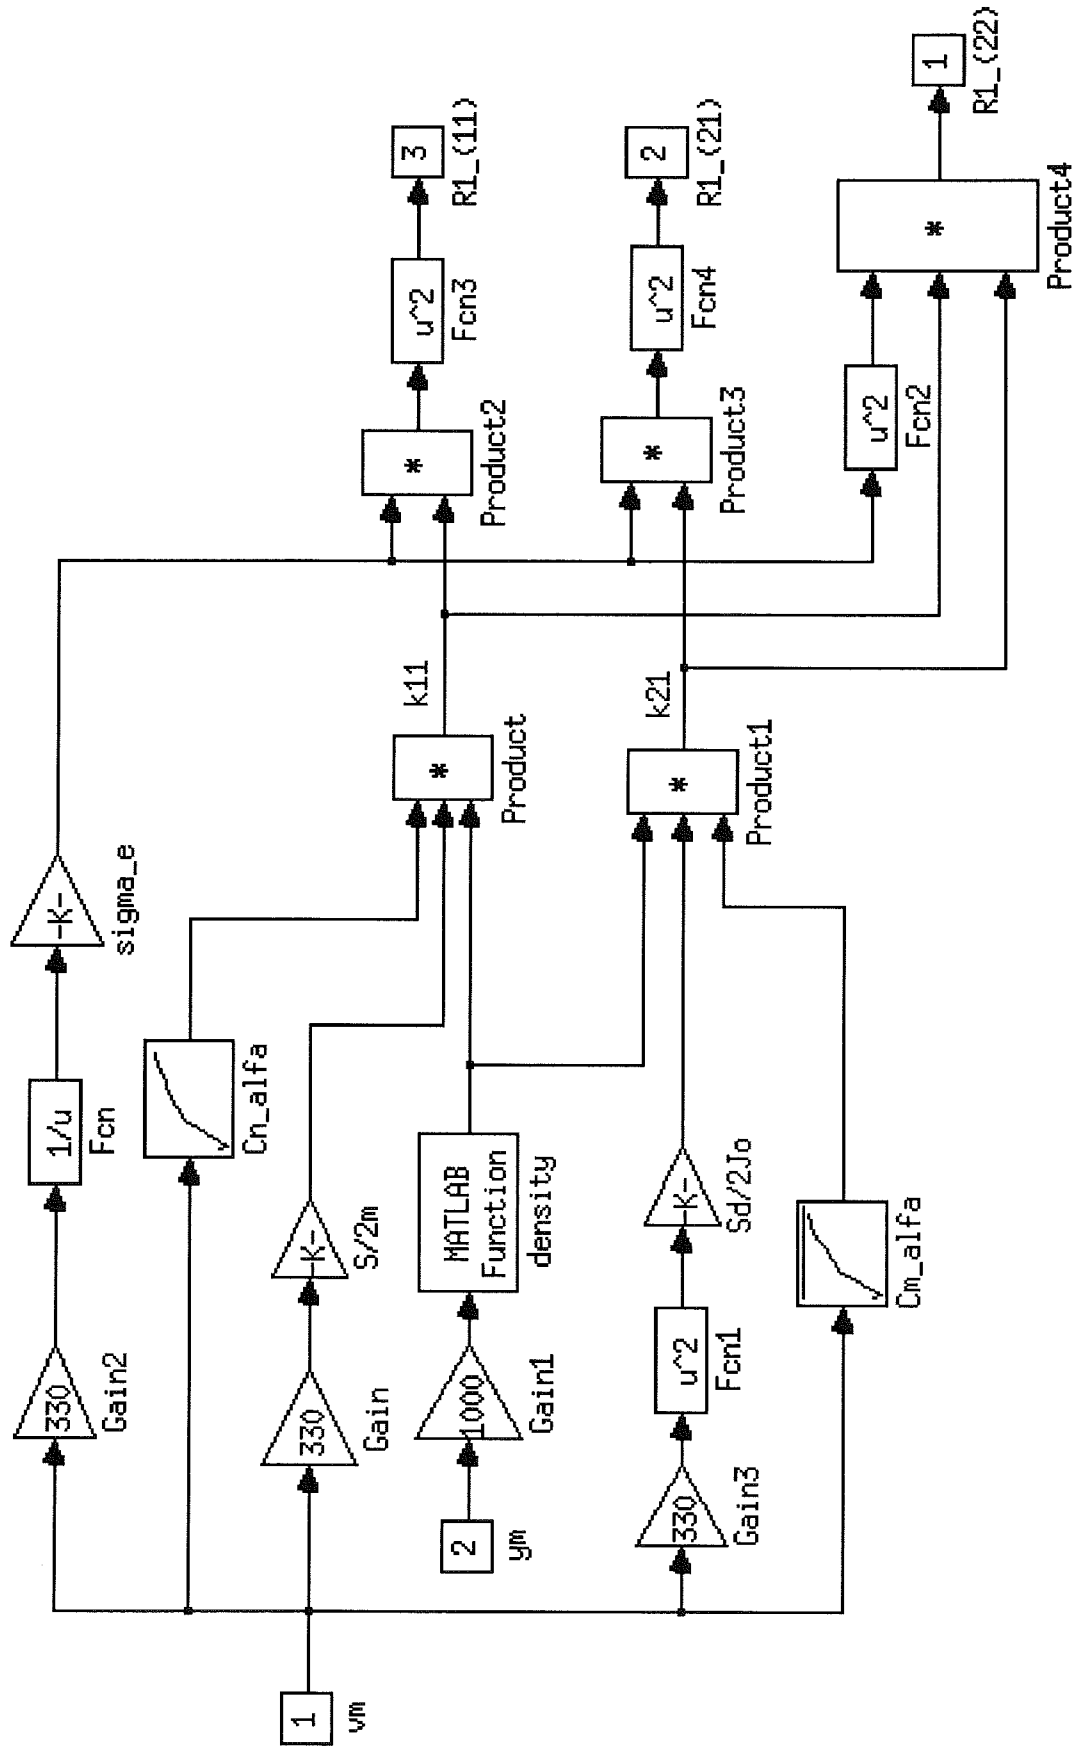 330
Gain2
1/u
Fcn
-K-
sigma_e
Cn_alfa
1
vm
330
Gain
-K-
S/2m
2
ym
1000
Gain1
MATLAB
Function
density
330
Gain3
u^2
Fcn1
-K-
Sd/2Jo
Cm_alfa
*
Product
k11
*
Product1
k21
*
Product2
u^2
Fcn3
3
R1_(11)
*
Product3
u^2
Fcn4
2
R1_(21)
u^2
Fcn2
*
Product4
1
R1_(22)